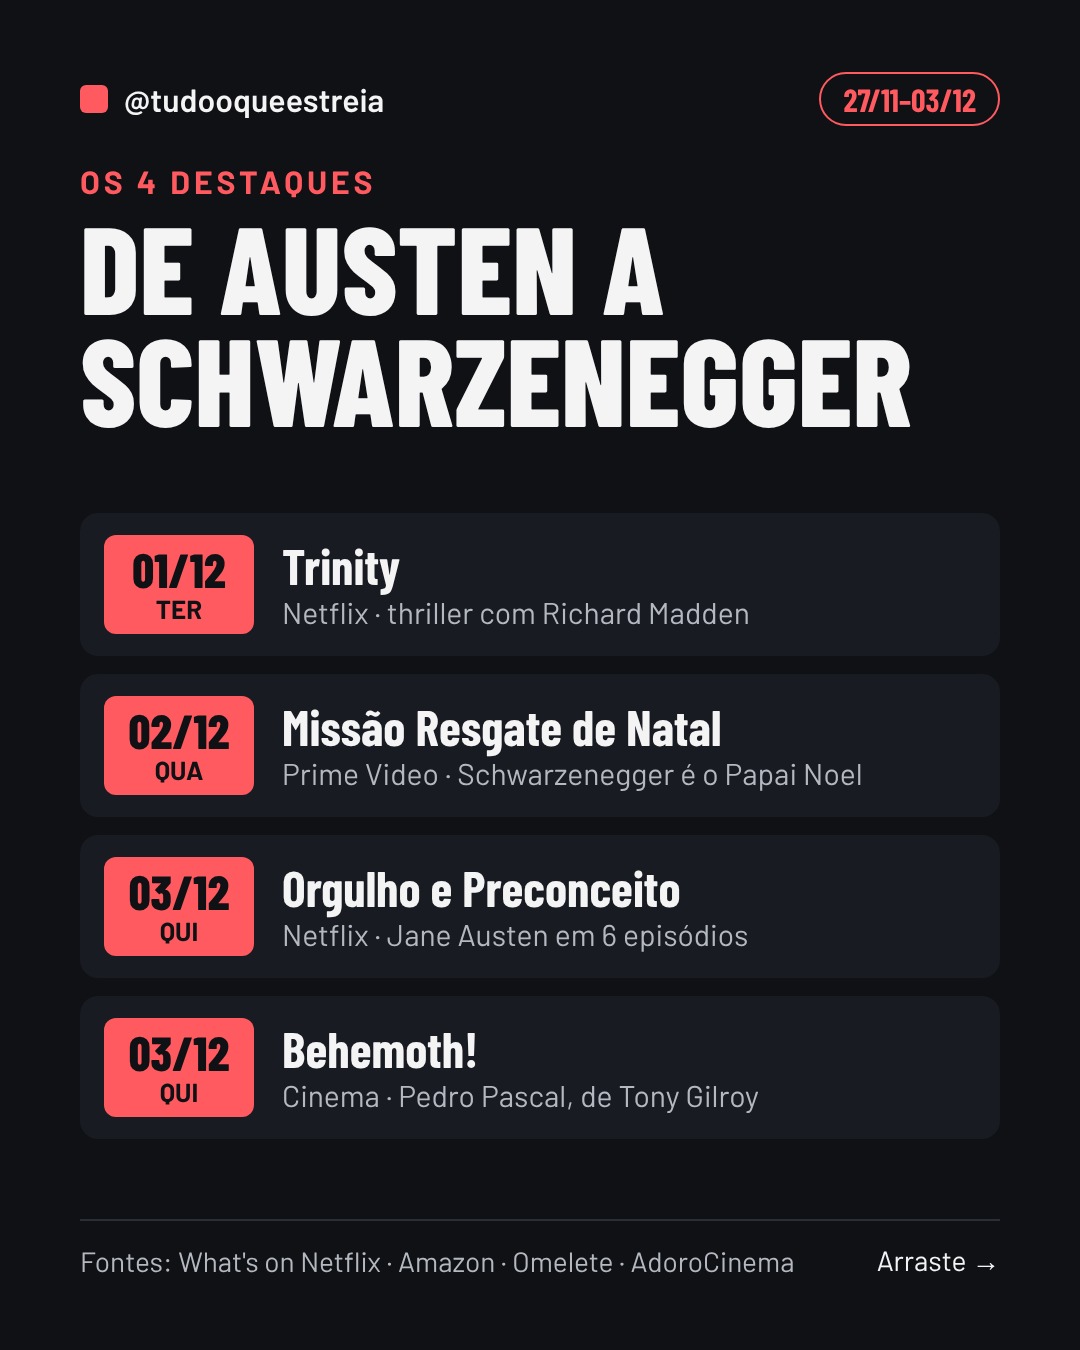 @tudooqueestreia
27/11–03/12
OS 4 DESTAQUES
DE AUSTEN A
SCHWARZENEGGER
01/12
TER
Trinity
Netflix · thriller com Richard Madden
02/12
QUA
Missão Resgate de Natal
Prime Video · Schwarzenegger é o Papai Noel
03/12
QUI
Orgulho e Preconceito
Netflix · Jane Austen em 6 episódios
03/12
QUI
Behemoth!
Cinema · Pedro Pascal, de Tony Gilroy
Fontes: What's on Netflix · Amazon · Omelete · AdoroCinema
Arraste →